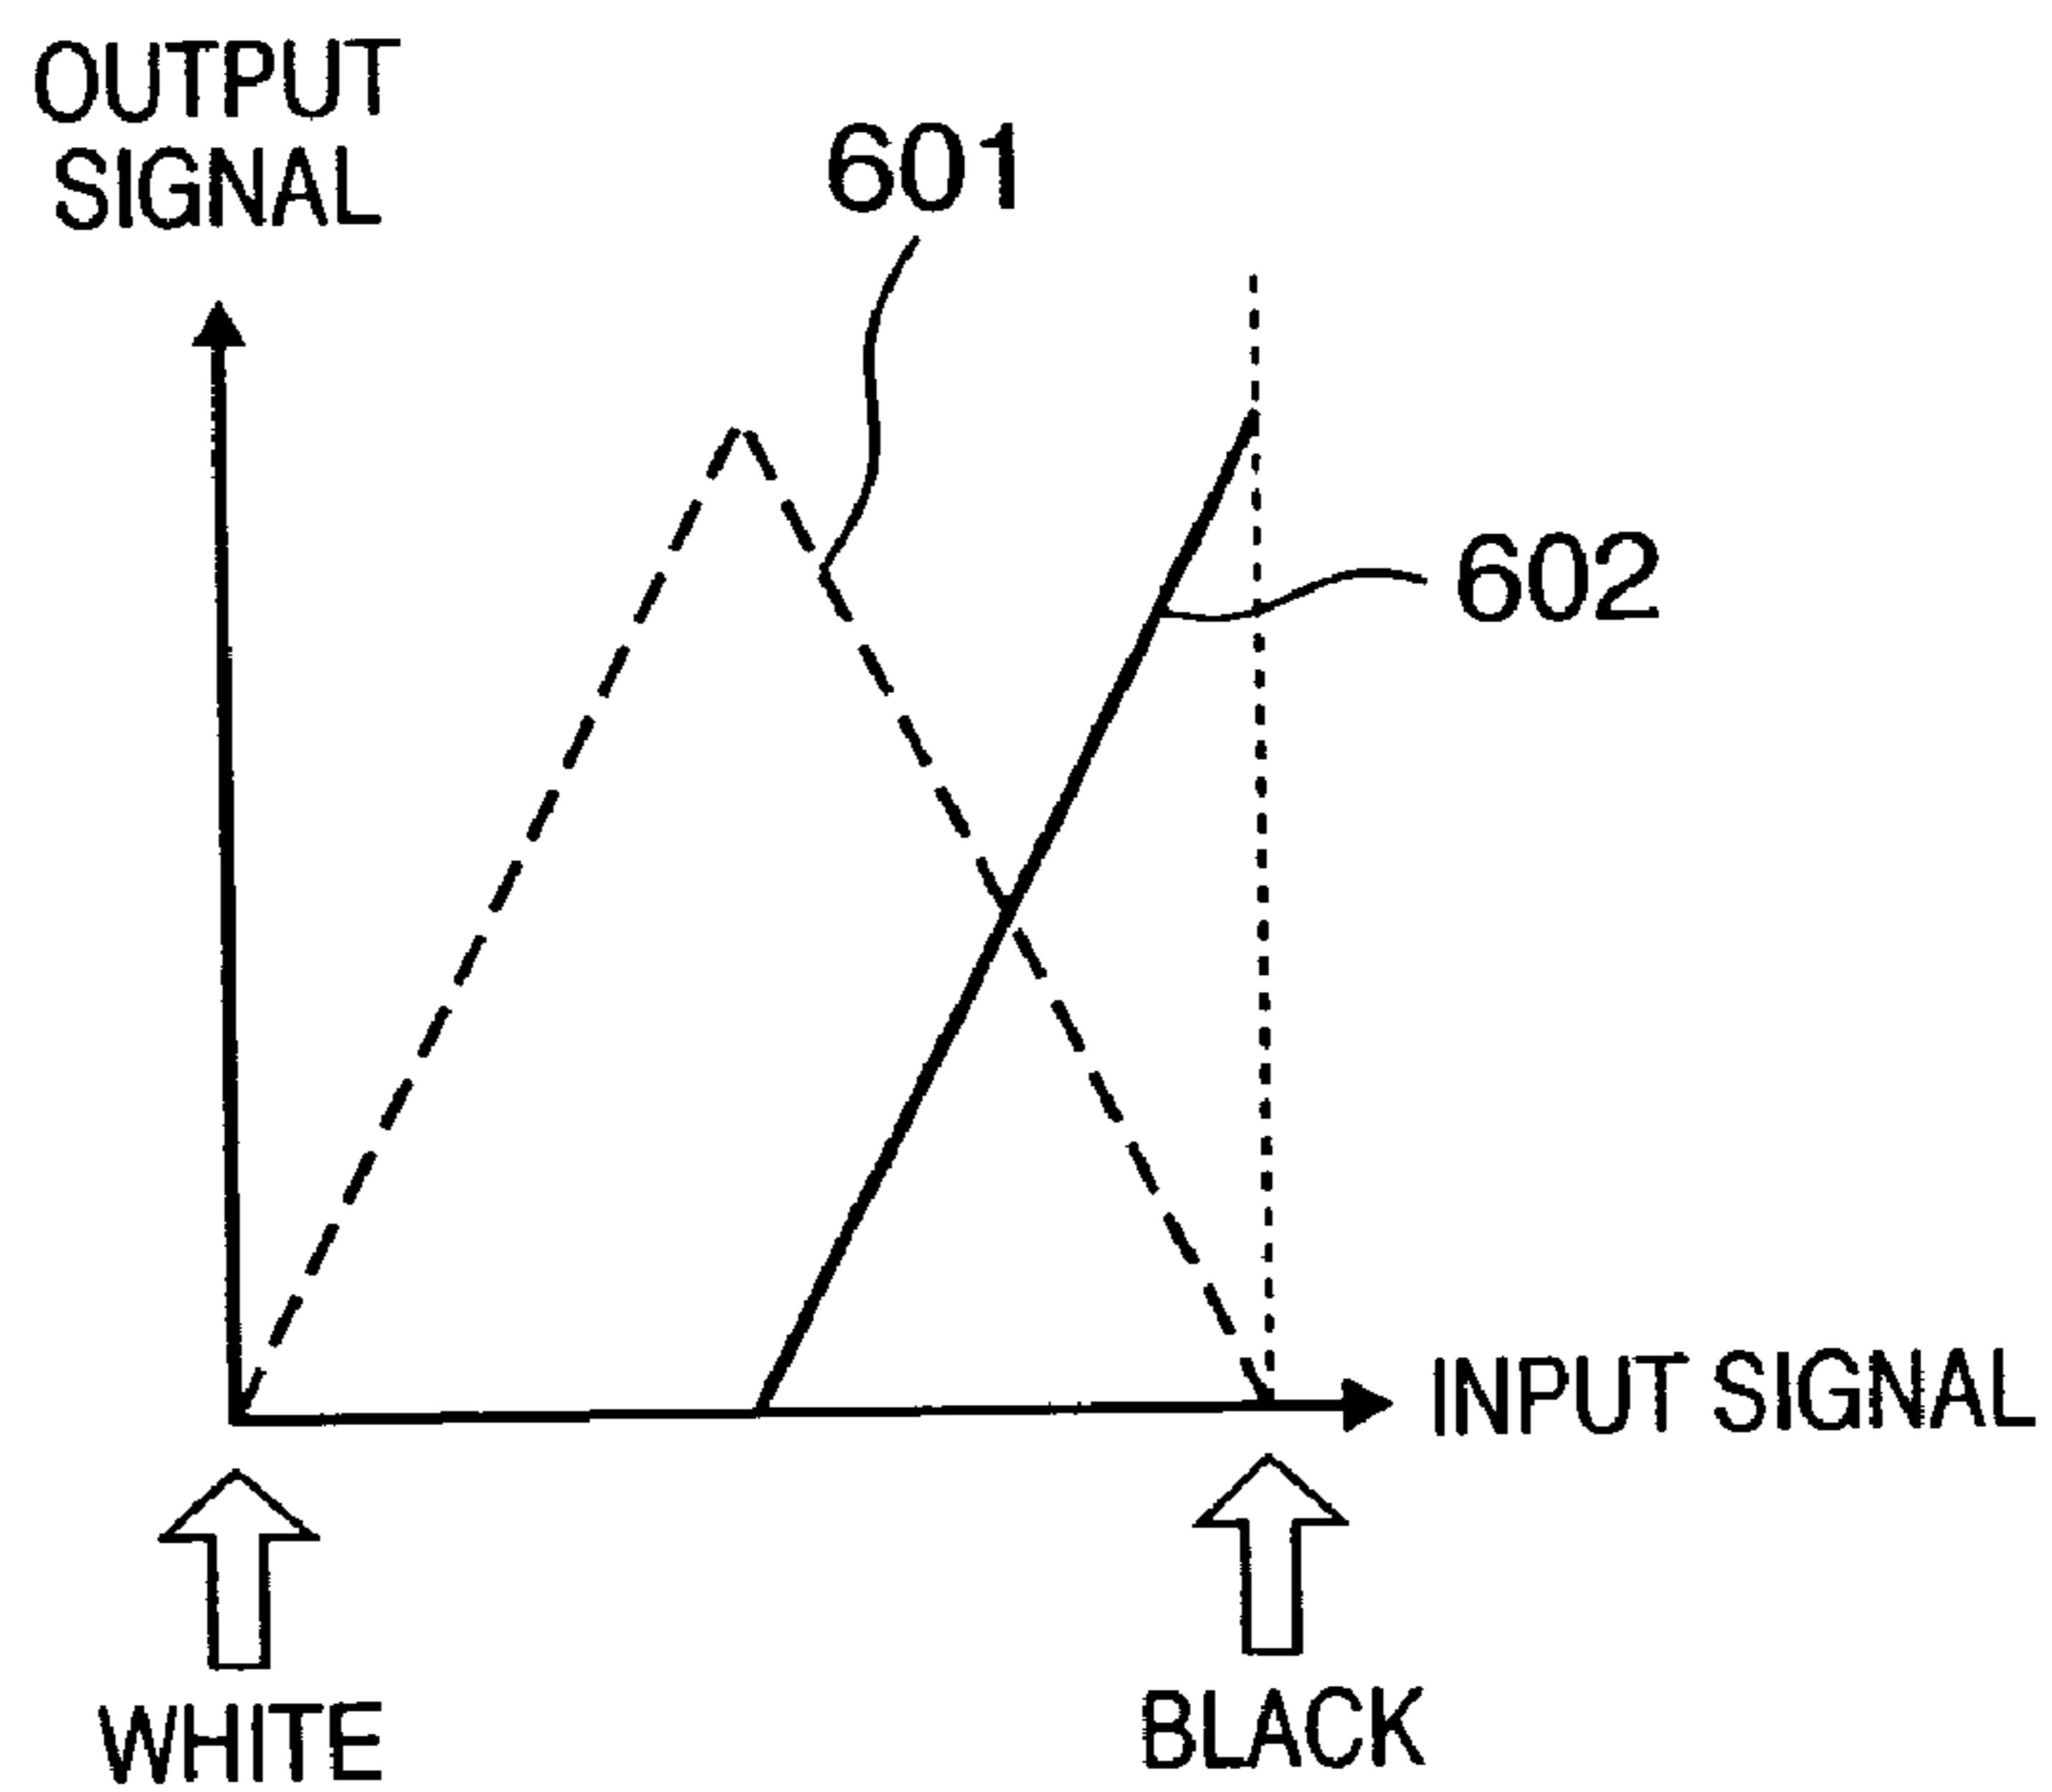 OUTPUT
SIGNAL
601
602
INPUT SIGNAL
WHITE
BLACK